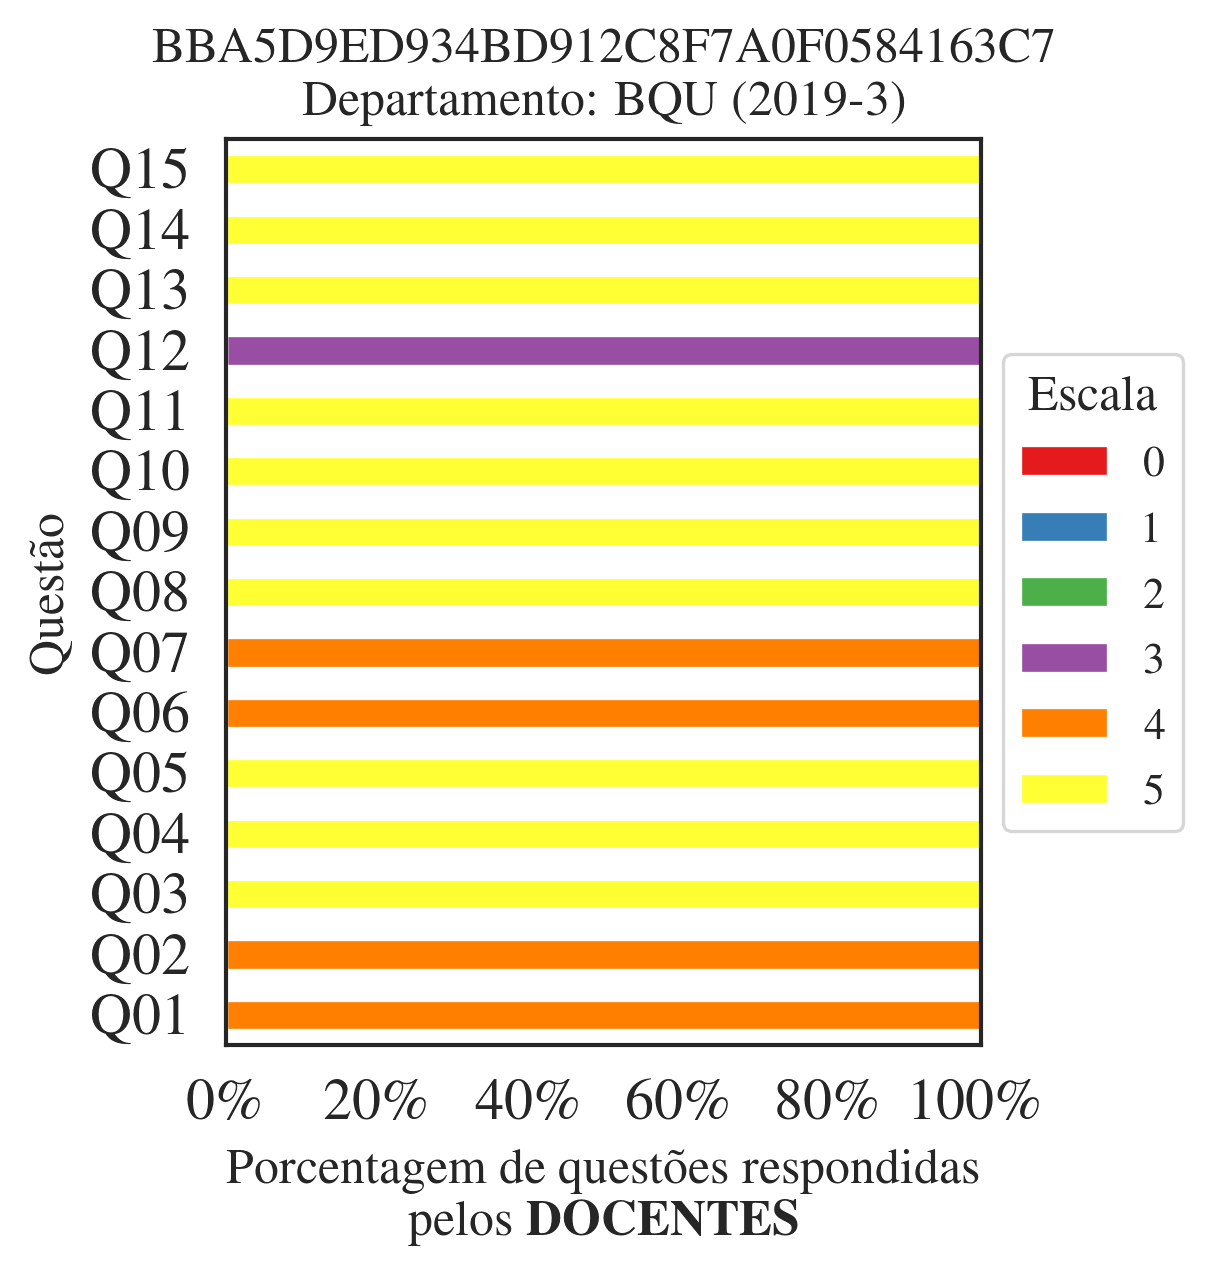 BBA5D9ED934BD912C8F7A0F0584163C7
Departamento: BQU (2019-3)
Q15
Q14
Q13
Q12
Q11
Q10
Q09
Q08
Q07
Q06
Q05
Q04
Q03
Q02
Q01
Questão
0% 20% 40% 60% 80% 100%
Porcentagem de questões respondidas
pelos DOCENTES
Escala
0
1
2
3
4
5